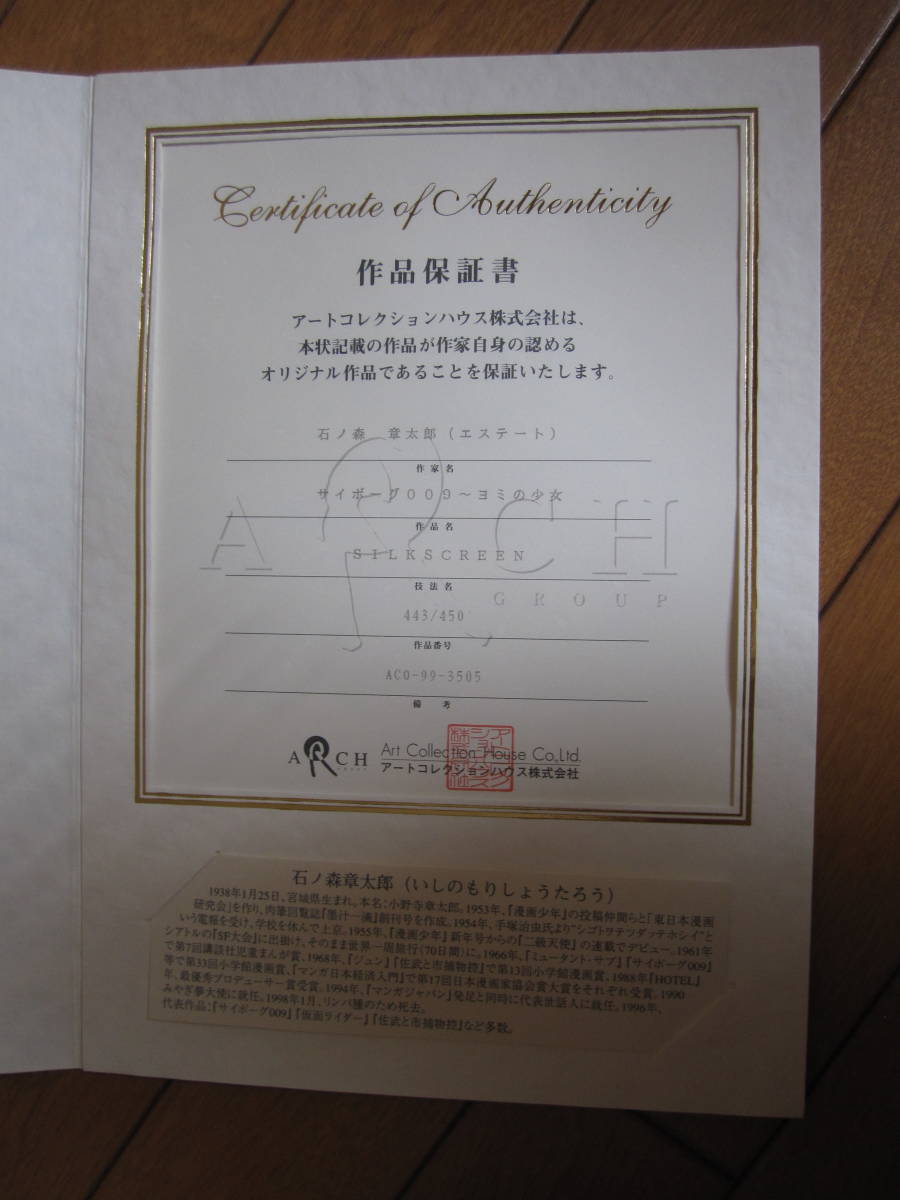 Certificate of Authenticity
作品保証書
アートコレクションハウス株式会社は、
本状記載の作品が作家自身の認める
オリジナル作品であることを保証いたします。
石ノ森　章太郎（エステート）
作家名
サイボーグ００９～ヨミの少女
作品名
SILKSCREEN
技法名
443/450
作品番号
ACO-99-3505
備　考
ARCH
GROUP
ARCH
Art Collection House Co.,Ltd.
アートコレクションハウス株式会社
石ノ森章太郎（いしのもりしょうたろう）
1938年1月25日、宮城県生まれ。本名：小野寺章太郎。1953年、『漫画少年』の投稿仲間らと「東日本漫画
研究会」を作り、肉筆回覧誌『墨汁一滴』創刊号を作成。1954年、手塚治虫氏より“シゴトヲテツダッテホシイ”と
いう電報を受け、学校を休んで上京。1955年、『漫画少年』新年号からの『二級天使』の連載でデビュー。1961年
シアトルの『SF大会』に出掛け、そのまま世界一周旅行（70日間）に。1966年、『ミュータント・サブ』『サイボーグ009』
で第7回講談社児童まんが賞、1968年、『ジュン』『佐武と市捕物控』で第13回小学館漫画賞、1988年『HOTEL』
等で第33回小学館漫画賞、『マンガ日本経済入門』で第17回日本漫画家協会賞大賞をそれぞれ受賞。1990
年、最優秀プロデューサー賞受賞。1994年、『マンガジャパン』発足と同時に代表世話人に就任。1996年、
みやぎ夢大使に就任。1998年1月、リンパ腫のため死去。
代表作品：『サイボーグ009』『仮面ライダー』『佐武と市捕物控』など多数。